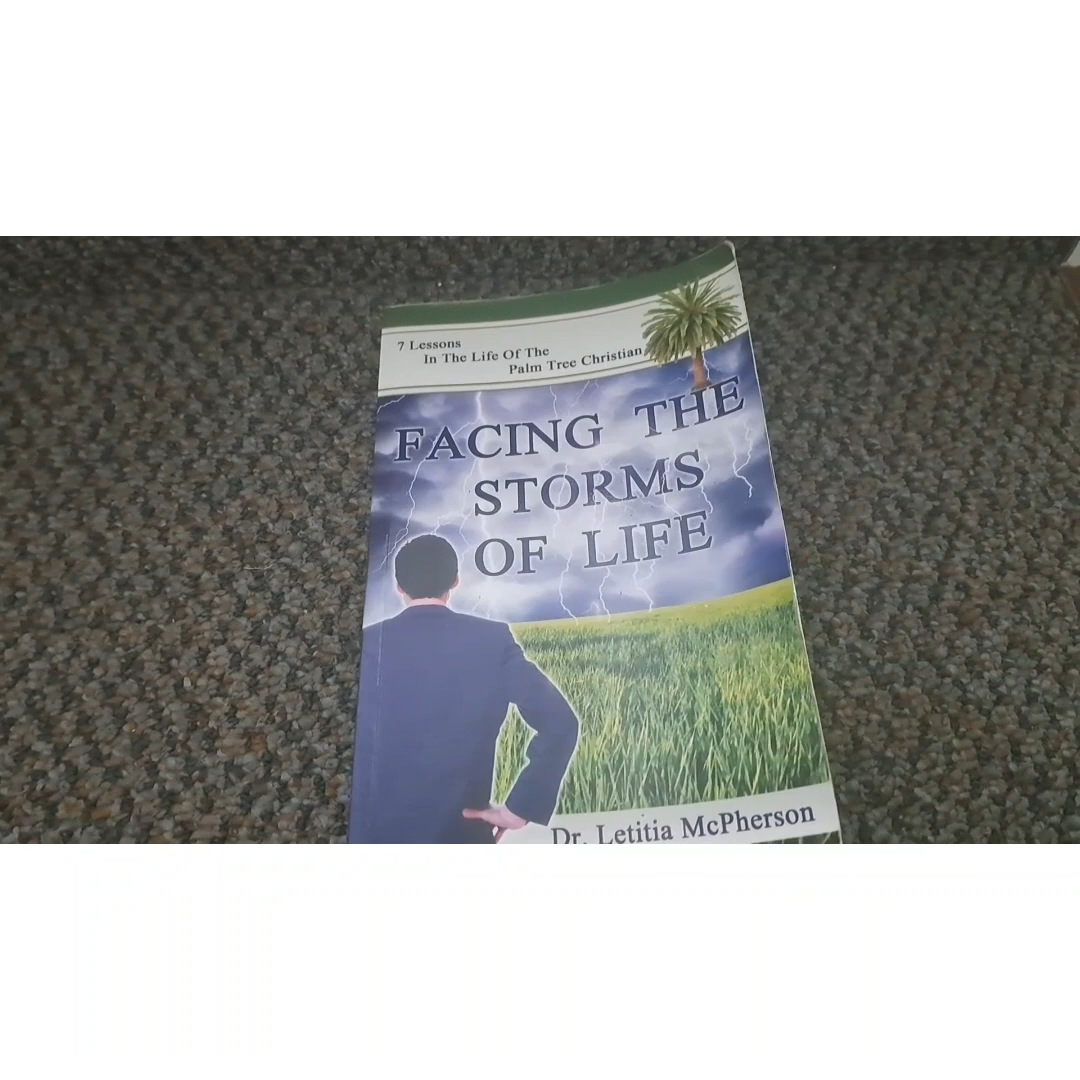 7 Lessons
In The Life Of The
Palm Tree Christian
FACING THE
STORMS
OF LIFE
Dr. Letitia McPherson